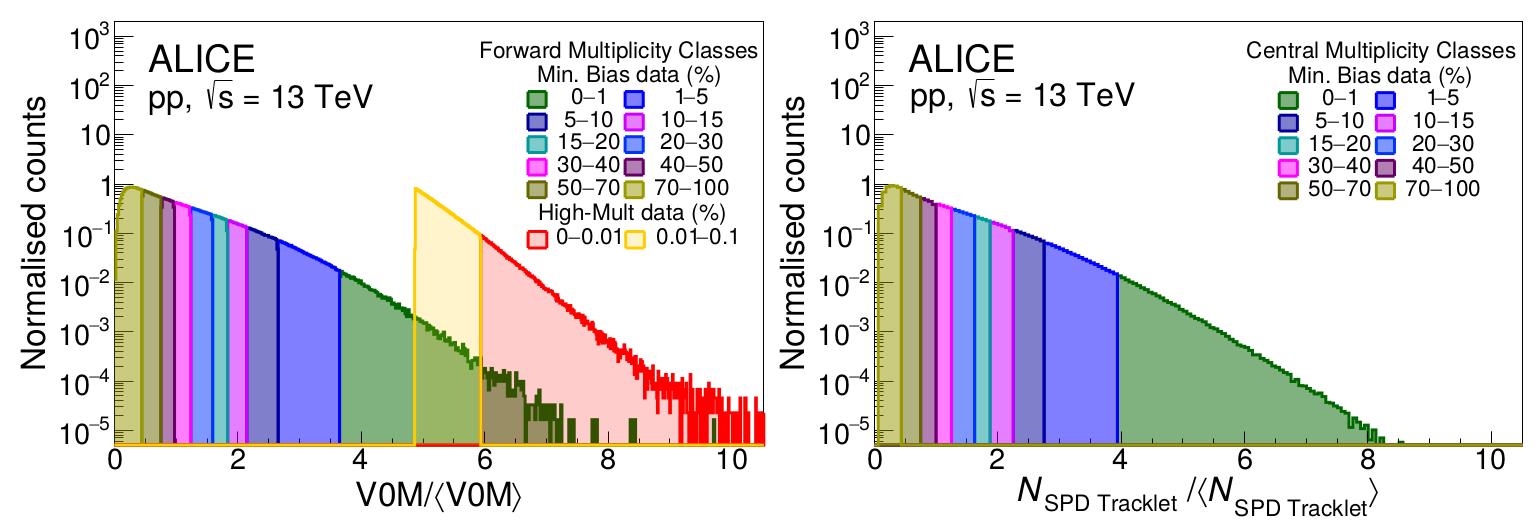 ALICE
pp, √s = 13 TeV
Forward Multiplicity Classes
Min. Bias data (%)
0–1 1–5
5–10 10–15
15–20 20–30
30–40 40–50
50–70 70–100
High-Mult data (%)
0–0.01 0.01–0.1
Normalised counts
10³
10²
10
1
10⁻¹
10⁻²
10⁻³
10⁻⁴
10⁻⁵
0 2 4 6 8 10
V0M/⟨V0M⟩
ALICE
pp, √s = 13 TeV
Central Multiplicity Classes
Min. Bias data (%)
0–1 1–5
5–10 10–15
15–20 20–30
30–40 40–50
50–70 70–100
Normalised counts
10³
10²
10
1
10⁻¹
10⁻²
10⁻³
10⁻⁴
10⁻⁵
0 2 4 6 8 10
N SPD Tracklet /⟨N SPD Tracklet⟩